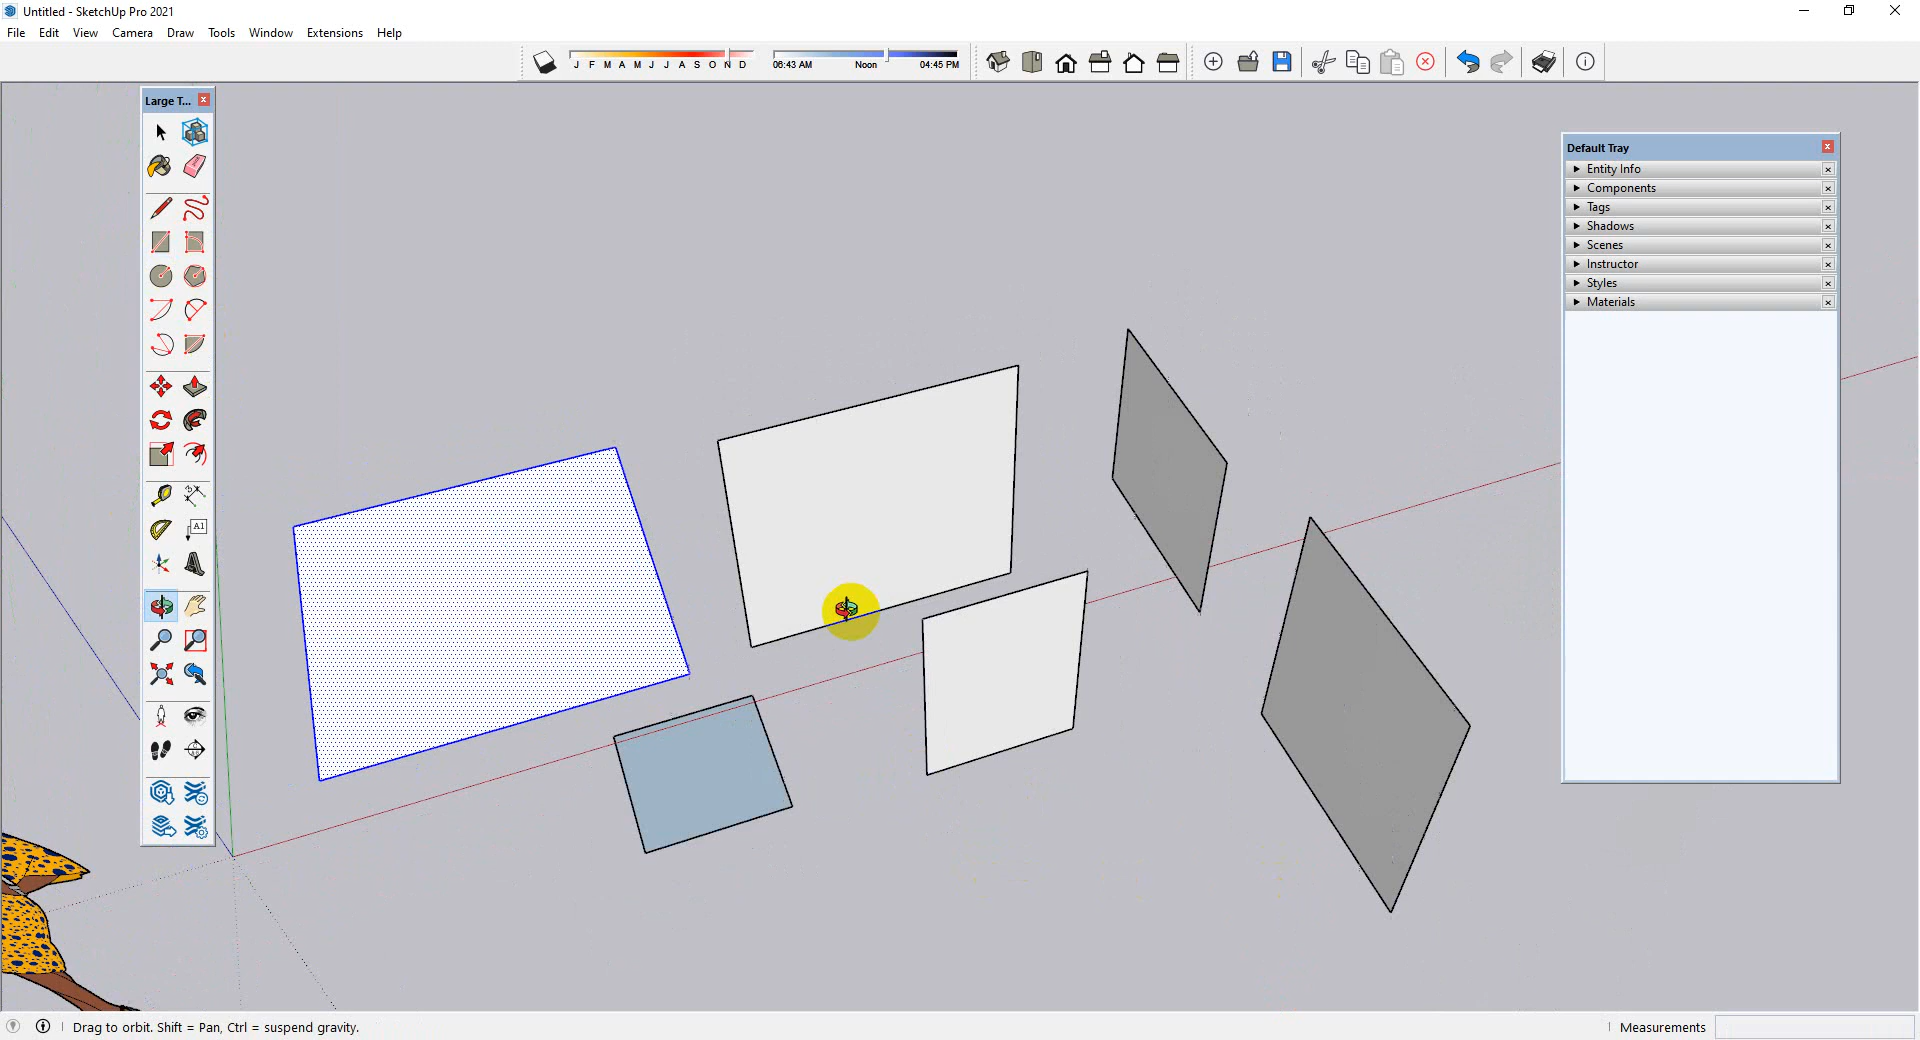 Untitled - SketchUp Pro 2021
File Edit View Camera Draw Tools Window Extensions Help
J F M A M J J A S O N D
06:43 AM Noon 04:45 PM
Large T...
A1
Default Tray
Entity Info
Components
Tags
Shadows
Scenes
Instructor
Styles
Materials
Drag to orbit. Shift = Pan, Ctrl = suspend gravity.
Measurements